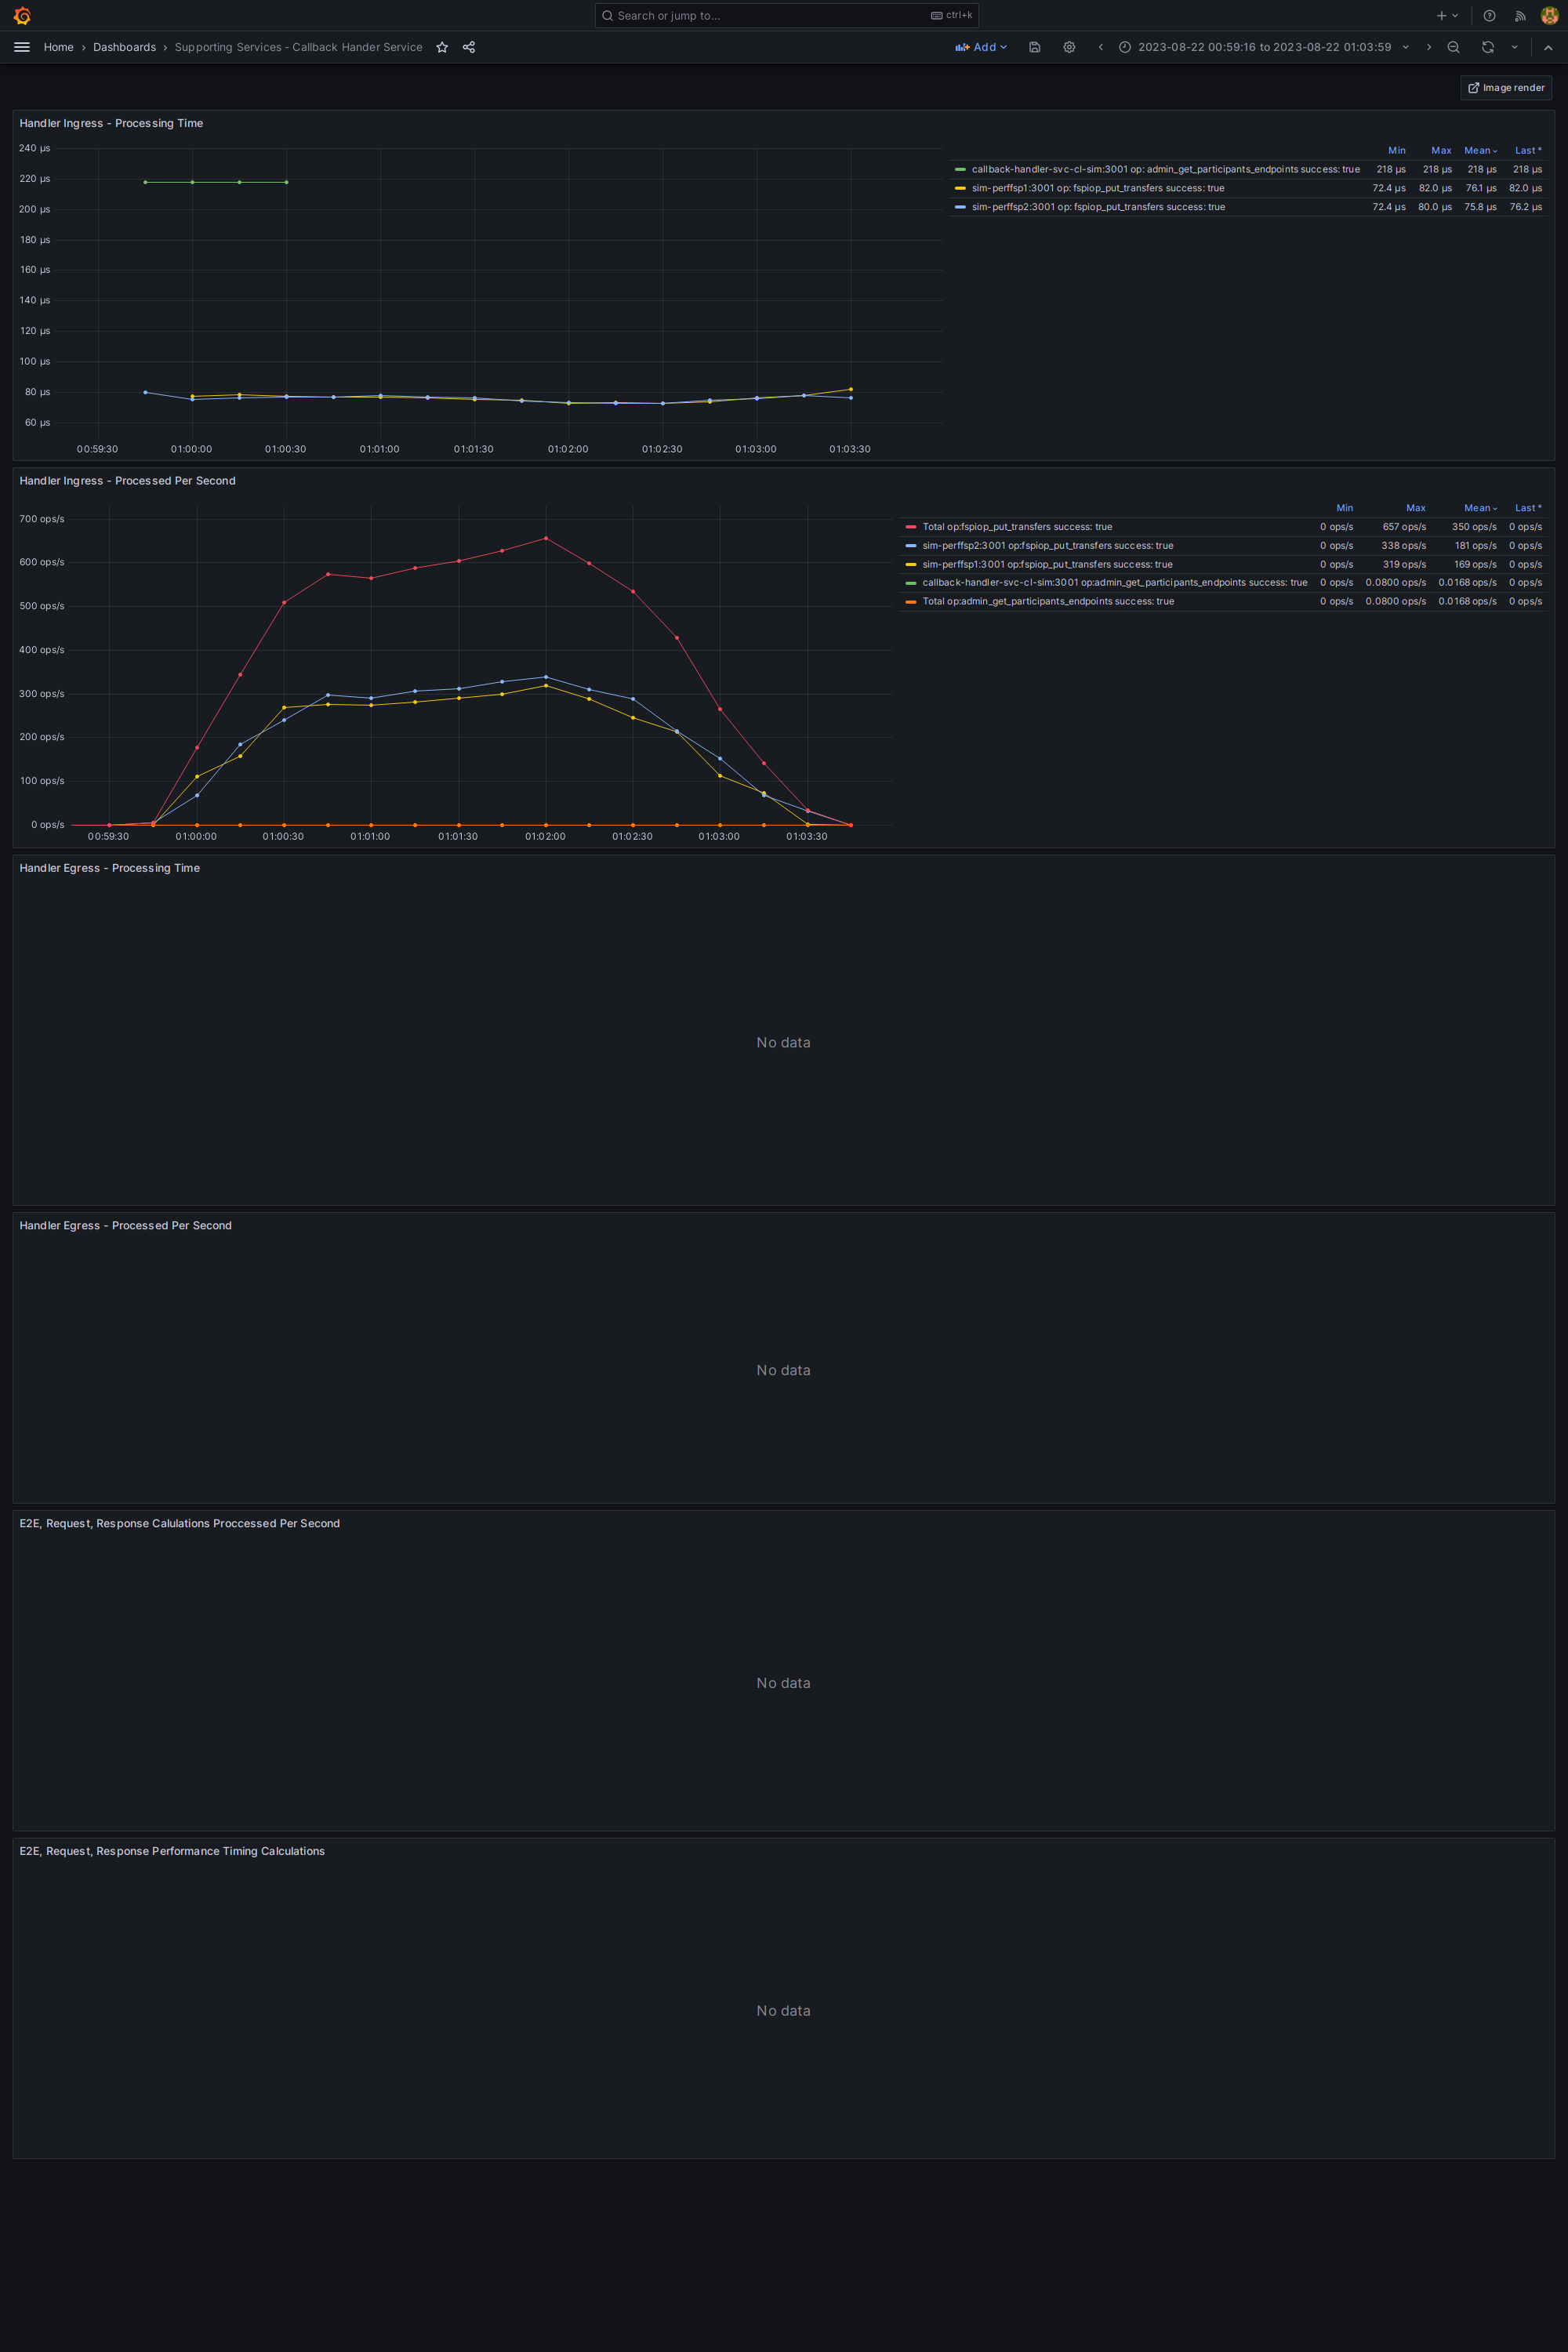 Search or jump to... ctrl+k
Home › Dashboards › Supporting Services - Callback Hander Service Add 2023-08-22 00:59:16 to 2023-08-22 01:03:59
Image render
Handler Ingress - Processing Time
240 μs
220 μs
200 μs
180 μs
160 μs
140 μs
120 μs
100 μs
80 μs
60 μs
00:59:30 01:00:00 01:00:30 01:01:00 01:01:30 01:02:00 01:02:30 01:03:00 01:03:30
Min Max Mean Last *
callback-handler-svc-cl-sim:3001 op: admin_get_participants_endpoints success: true 218 μs 218 μs 218 μs 218 μs
sim-perffsp1:3001 op: fspiop_put_transfers success: true 72.4 μs 82.0 μs 76.1 μs 82.0 μs
sim-perffsp2:3001 op: fspiop_put_transfers success: true 72.4 μs 80.0 μs 75.8 μs 76.2 μs
Handler Ingress - Processed Per Second
700 ops/s
600 ops/s
500 ops/s
400 ops/s
300 ops/s
200 ops/s
100 ops/s
0 ops/s
00:59:30 01:00:00 01:00:30 01:01:00 01:01:30 01:02:00 01:02:30 01:03:00 01:03:30
Min Max Mean Last *
Total op:fspiop_put_transfers success: true 0 ops/s 657 ops/s 350 ops/s 0 ops/s
sim-perffsp2:3001 op:fspiop_put_transfers success: true 0 ops/s 338 ops/s 181 ops/s 0 ops/s
sim-perffsp1:3001 op:fspiop_put_transfers success: true 0 ops/s 319 ops/s 169 ops/s 0 ops/s
callback-handler-svc-cl-sim:3001 op:admin_get_participants_endpoints success: true 0 ops/s 0.0800 ops/s 0.0168 ops/s 0 ops/s
Total op:admin_get_participants_endpoints success: true 0 ops/s 0.0800 ops/s 0.0168 ops/s 0 ops/s
Handler Egress - Processing Time
No data
Handler Egress - Processed Per Second
No data
E2E, Request, Response Calulations Proccessed Per Second
No data
E2E, Request, Response Performance Timing Calculations
No data